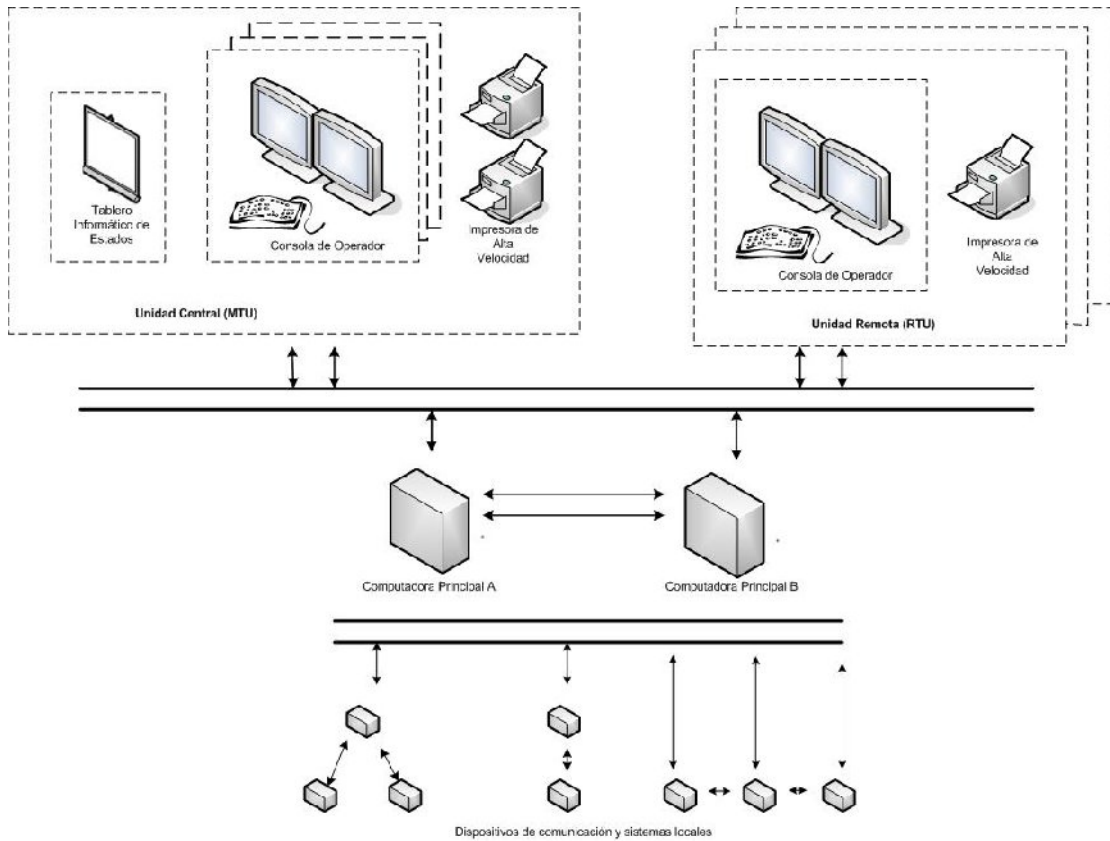 Tablero
Informático de
Estados
Consola de Operador
Impresora de
Alta
Velocidad
Unidad Central (MTU)
Consola de Operador
Impresora de
Alta
Velocidad
Unidad Remota (RTU)
Computadora Principal A
Computadora Principal B
Dispositivos de comunicación y sistemas locales